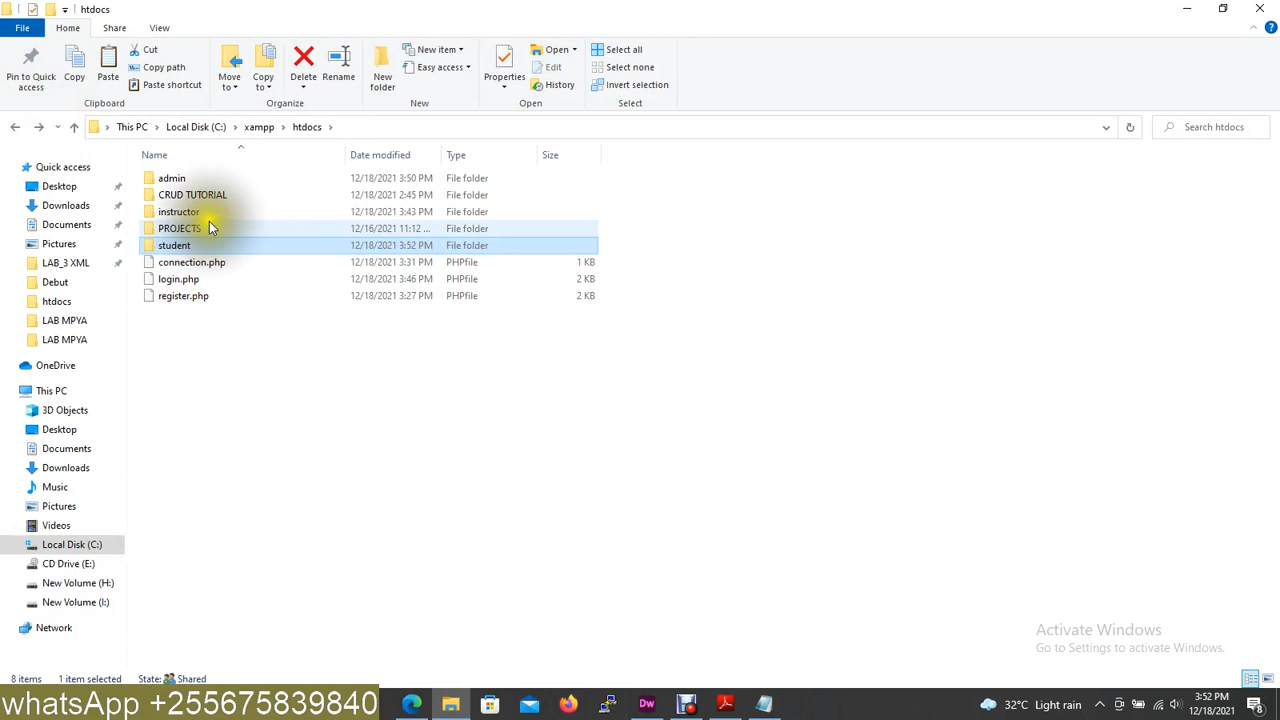 htdocs
File Home Share View
Pin to Quick access
Copy
Paste
Cut
Copy path
Paste shortcut
Clipboard
Move to
Copy to
Delete
Rename
Organize
New folder
New item
Easy access
New
Properties
Open
Edit
History
Open
Select all
Select none
Invert selection
Select
This PC > Local Disk (C:) > xampp > htdocs >
Search htdocs
Name Date modified Type Size
admin 12/18/2021 3:50 PM File folder
CRUD TUTORIAL 12/18/2021 2:45 PM File folder
instructor 12/18/2021 3:43 PM File folder
PROJECTS 12/16/2021 11:12 ... File folder
student 12/18/2021 3:52 PM File folder
connection.php 12/18/2021 3:31 PM PHPfile 1 KB
login.php 12/18/2021 3:46 PM PHPfile 2 KB
register.php 12/18/2021 3:27 PM PHPfile 2 KB
Quick access
Desktop
Downloads
Documents
Pictures
LAB_3 XML
Debut
htdocs
LAB MPYA
LAB MPYA
OneDrive
This PC
3D Objects
Desktop
Documents
Downloads
Music
Pictures
Videos
Local Disk (C:)
CD Drive (E:)
New Volume (H:)
New Volume (I:)
Network
Activate Windows
Go to Settings to activate Windows.
8 items 1 item selected State: Shared
whatsApp +255675839840
Dw
32°C Light rain
3:52 PM
12/18/2021
8